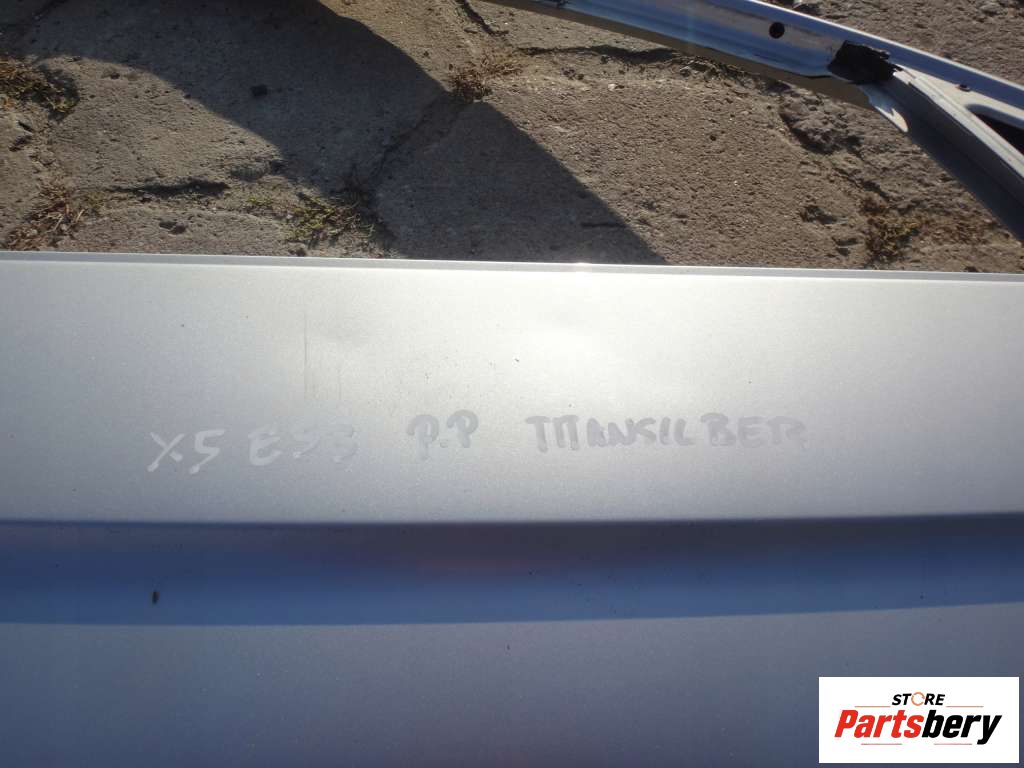 X5 E53 P.P TITANSILBER
STORE
Partsbery